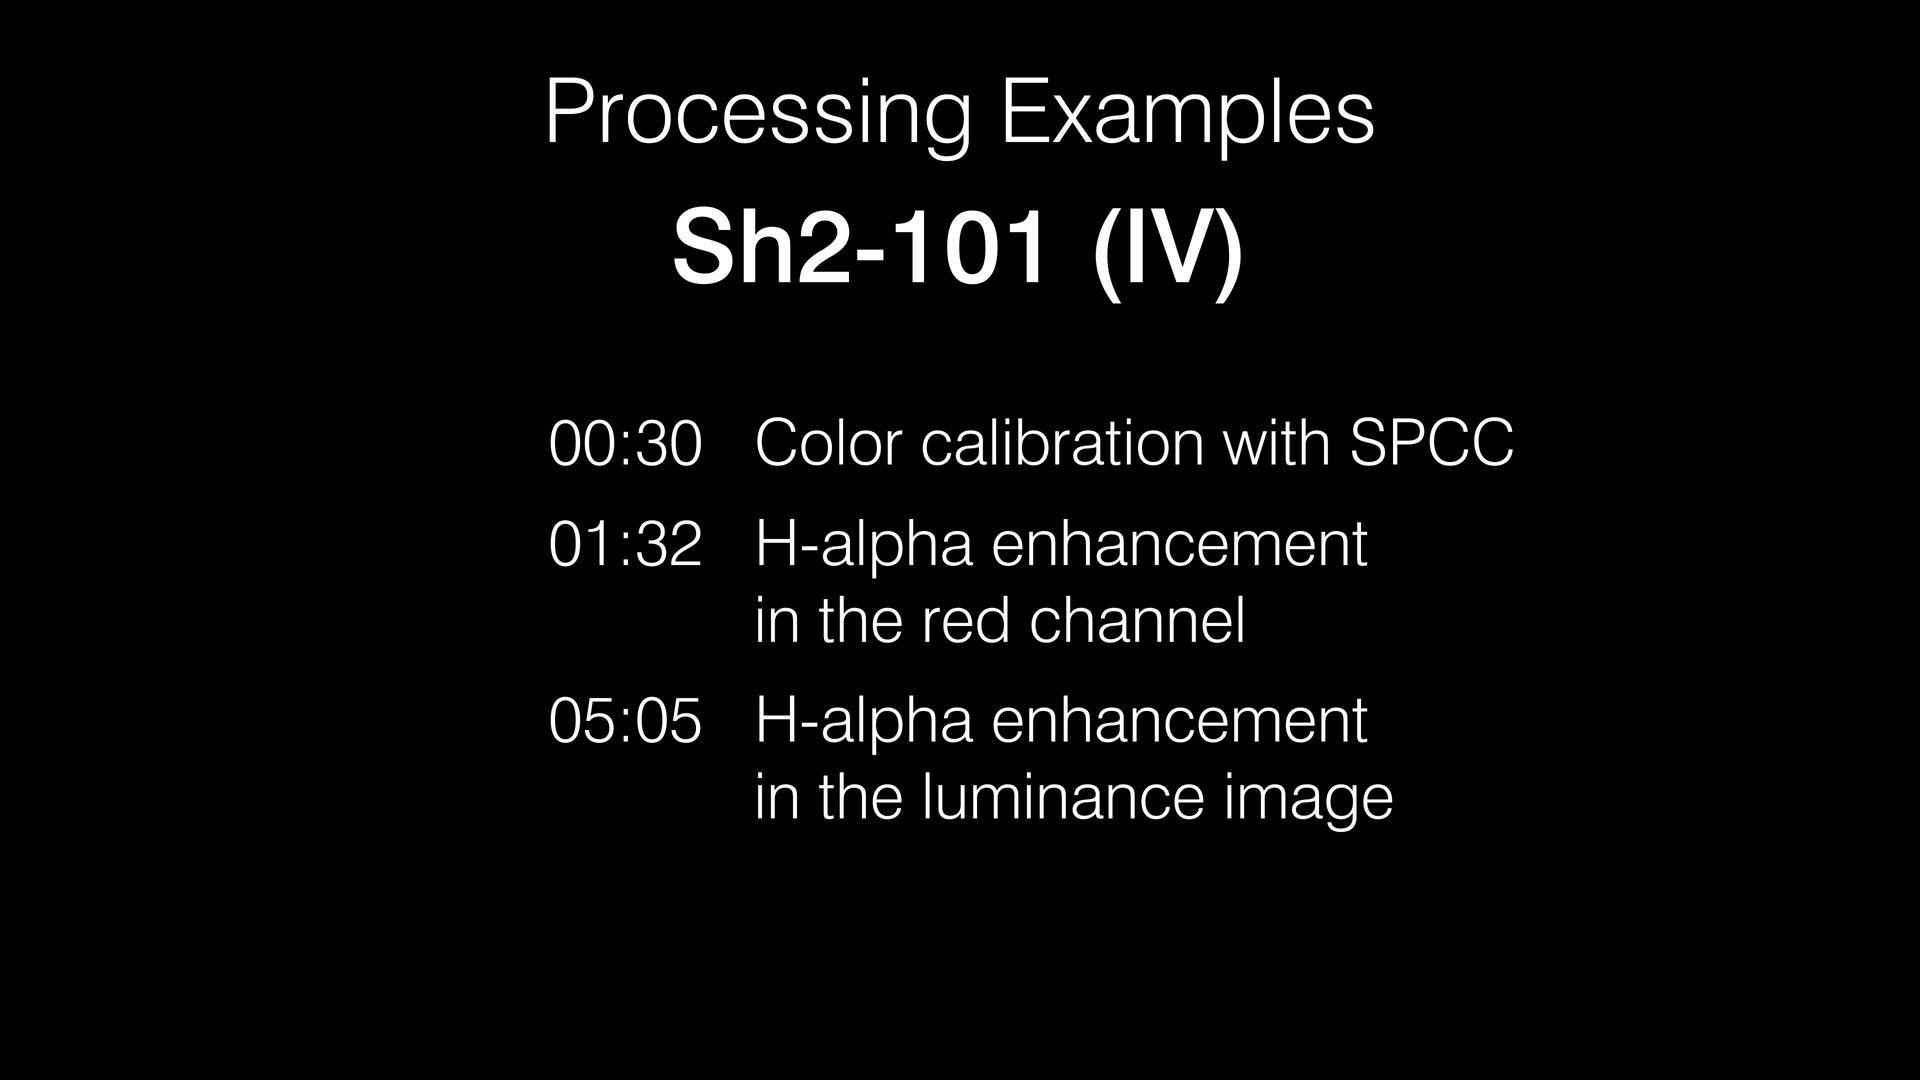 Processing Examples
Sh2-101 (IV)
00:30 Color calibration with SPCC
01:32 H-alpha enhancement
in the red channel
05:05 H-alpha enhancement
in the luminance image